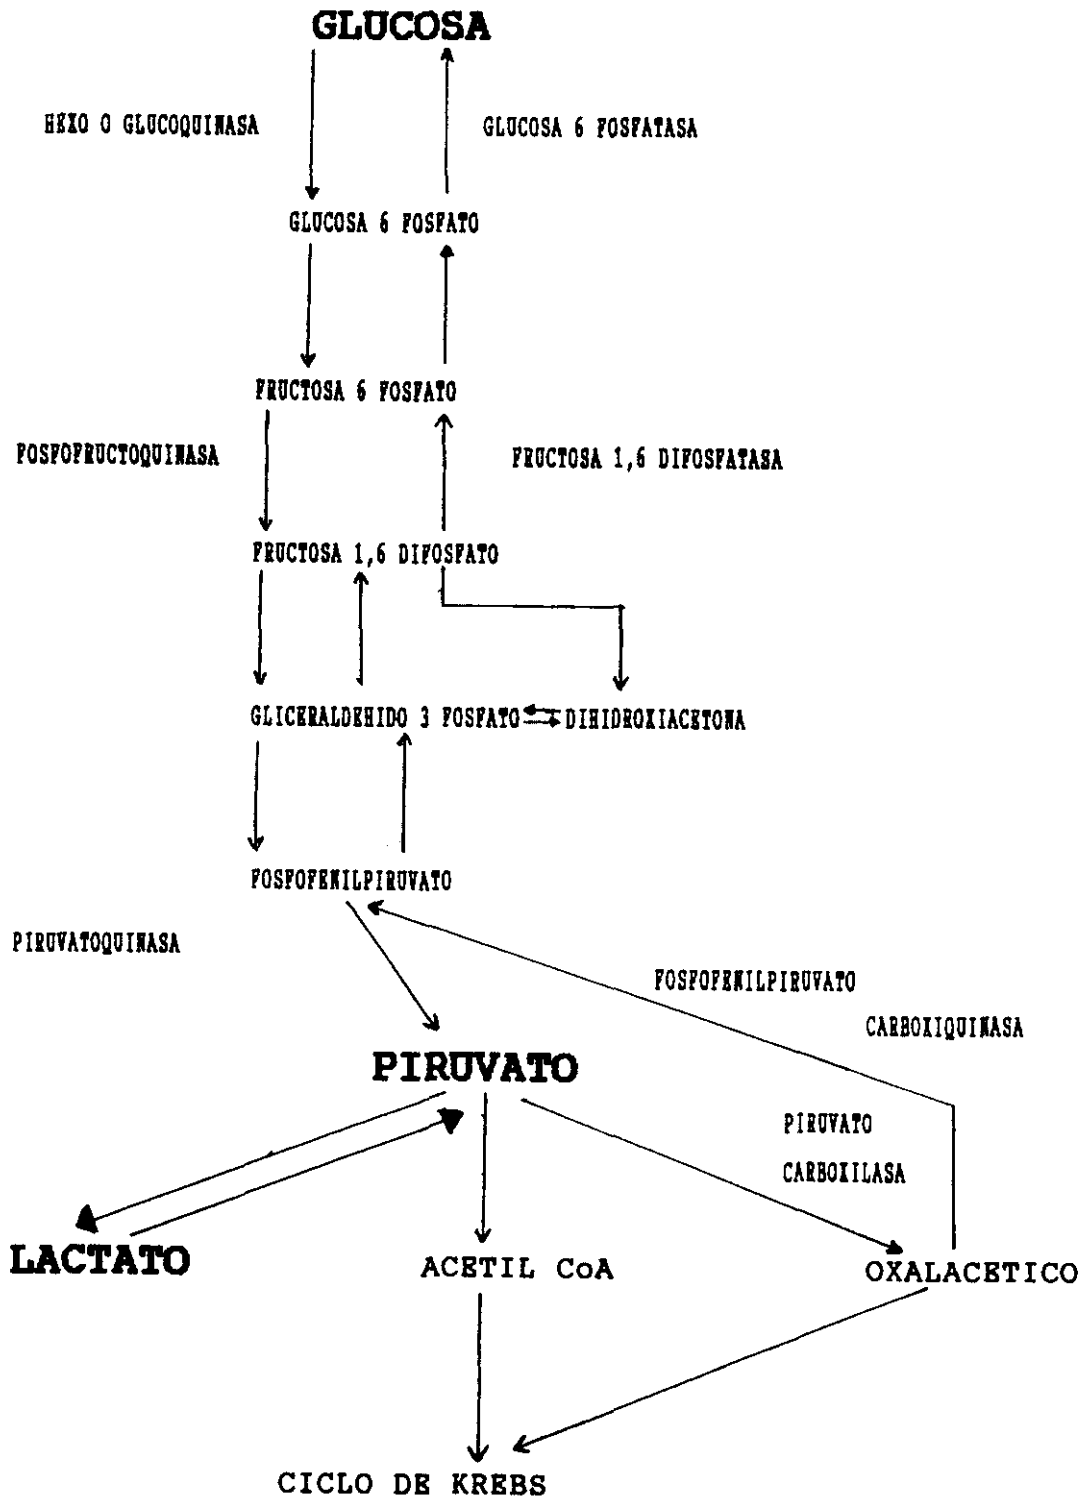 GLUCOSA
HEXO O GLUCOQUINASA
GLUCOSA 6 FOSFATASA
GLUCOSA 6 FOSFATO
FRUCTOSA 6 FOSFATO
FOSFOFRUCTOQUINASA
FRUCTOSA 1,6 DIFOSFATASA
FRUCTOSA 1,6 DIFOSFATO
GLICERALDEHIDO 3 FOSFATO
DIHIDROXIACETONA
FOSFOFENILPIRUVATO
PIRUVATOQUINASA
FOSFOFENILPIRUVATO
CARBOXIQUINASA
PIRUVATO
PIRUVATO
CARBOXILASA
LACTATO
ACETIL CoA
OXALACETICO
CICLO DE KREBS